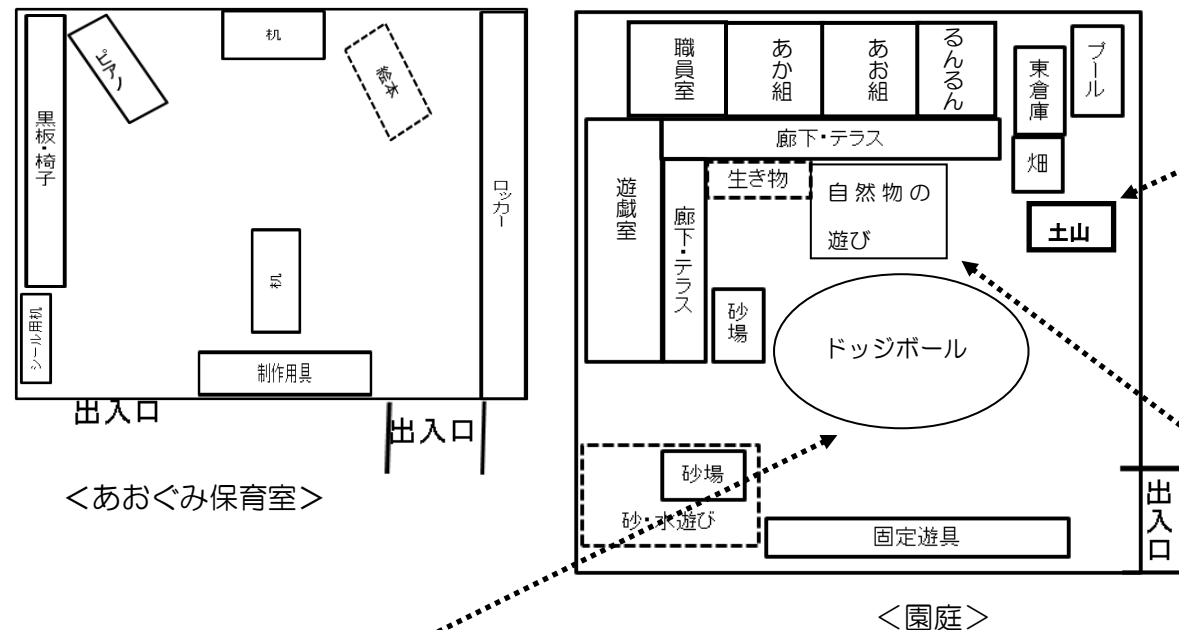 机
ピアノ
絵本
黒板・椅子
ロッカー
机
シール用机
制作用具
出入口
出入口
＜あおぐみ保育室＞
職員室
あか組
あお組
るんるん
東倉庫
プール
廊下・テラス
畑
生き物
自然物の
遊び
遊戯室
廊下・テラス
土山
砂場
ドッジボール
砂場
砂・水遊び
固定遊具
出入口
＜園庭＞